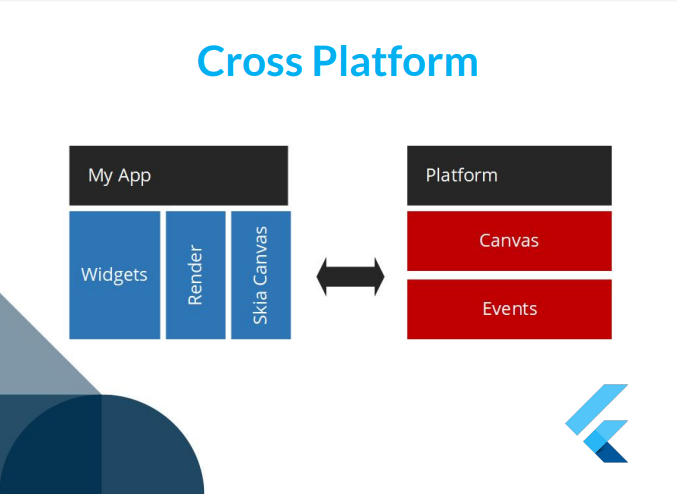 Cross Platform
My App
Widgets
Render
Skia Canvas
Platform
Canvas
Events